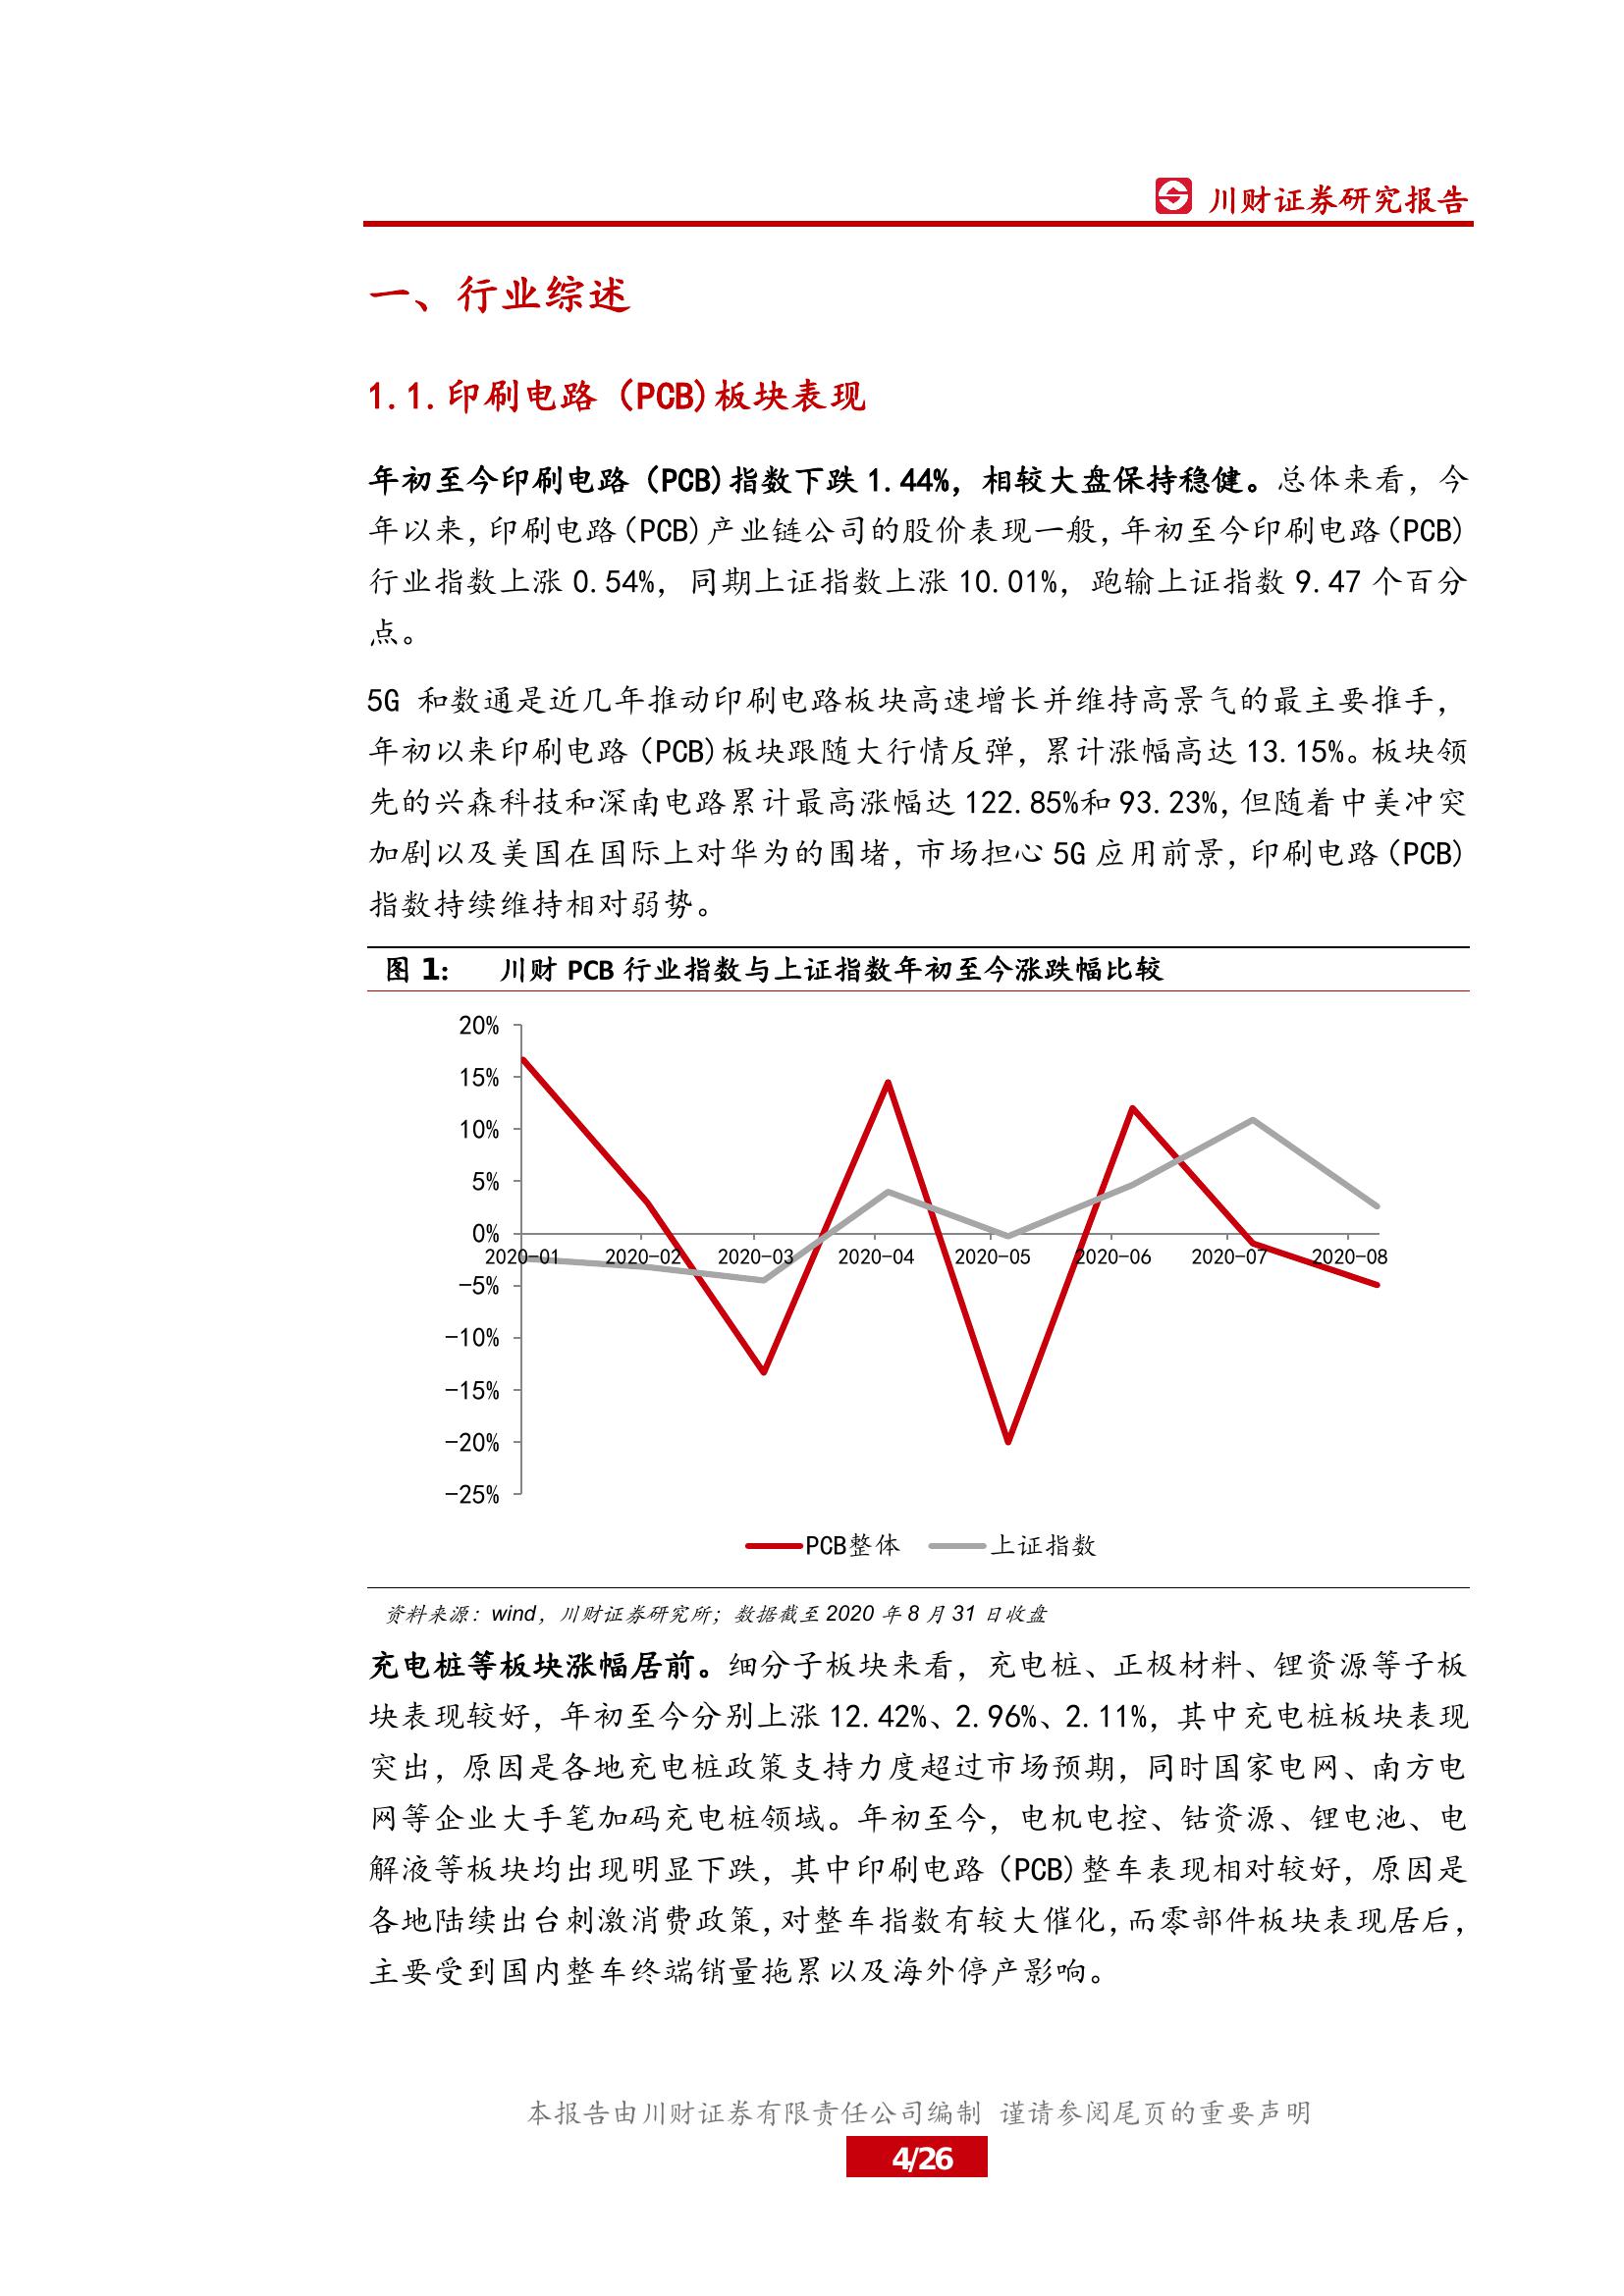 川财证券研究报告
一、行业综述
1.1.印刷电路（PCB)板块表现
年初至今印刷电路（PCB)指数下跌 1.44%，相较大盘保持稳健。总体来看，今
年以来，印刷电路（PCB)产业链公司的股价表现一般，年初至今印刷电路（PCB)
行业指数上涨 0.54%，同期上证指数上涨 10.01%，跑输上证指数 9.47 个百分
点。
5G 和数通是近几年推动印刷电路板块高速增长并维持高景气的最主要推手，
年初以来印刷电路（PCB)板块跟随大行情反弹，累计涨幅高达 13.15%。板块领
先的兴森科技和深南电路累计最高涨幅达 122.85%和 93.23%，但随着中美冲突
加剧以及美国在国际上对华为的围堵，市场担心 5G 应用前景，印刷电路（PCB)
指数持续维持相对弱势。
图 1： 川财 PCB 行业指数与上证指数年初至今涨跌幅比较
20%
15%
10%
5%
0%
2020-01 2020-02 2020-03 2020-04 2020-05 2020-06 2020-07 2020-08
-5%
-10%
-15%
-20%
-25%
PCB整体 上证指数
资料来源：wind，川财证券研究所；数据截至 2020 年 8 月 31 日收盘
充电桩等板块涨幅居前。细分子板块来看，充电桩、正极材料、锂资源等子板
块表现较好，年初至今分别上涨 12.42%、2.96%、2.11%，其中充电桩板块表现
突出，原因是各地充电桩政策支持力度超过市场预期，同时国家电网、南方电
网等企业大手笔加码充电桩领域。年初至今，电机电控、钴资源、锂电池、电
解液等板块均出现明显下跌，其中印刷电路（PCB)整车表现相对较好，原因是
各地陆续出台刺激消费政策，对整车指数有较大催化，而零部件板块表现居后，
主要受到国内整车终端销量拖累以及海外停产影响。
本报告由川财证券有限责任公司编制 谨请参阅尾页的重要声明
4/26